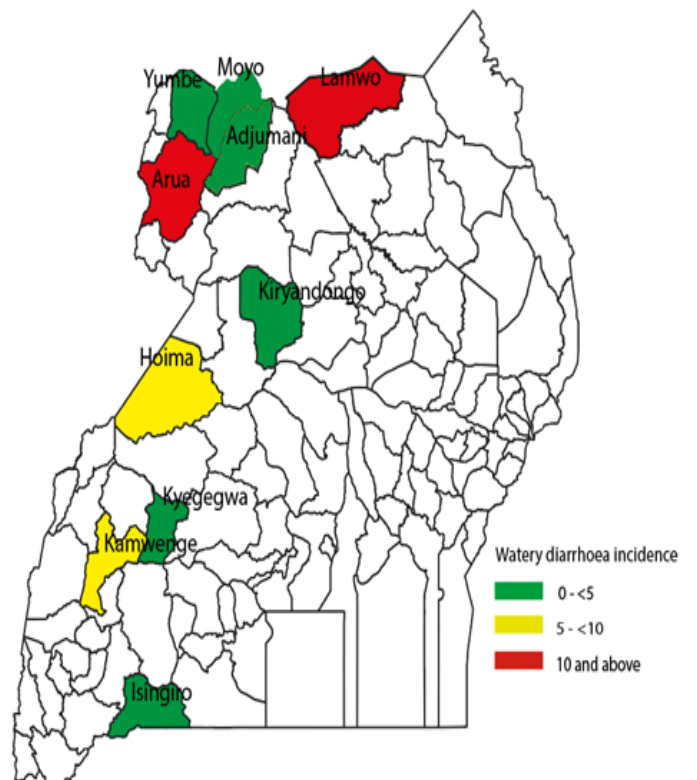 Moyo
Yumbe
Lamwo
Adjumani
Arua
Kiryandongo
Hoima
Kyegegwa
Kamwenge
Watery diarrhoea incidence
0 - <5
5 - <10
10 and above
Isingiro